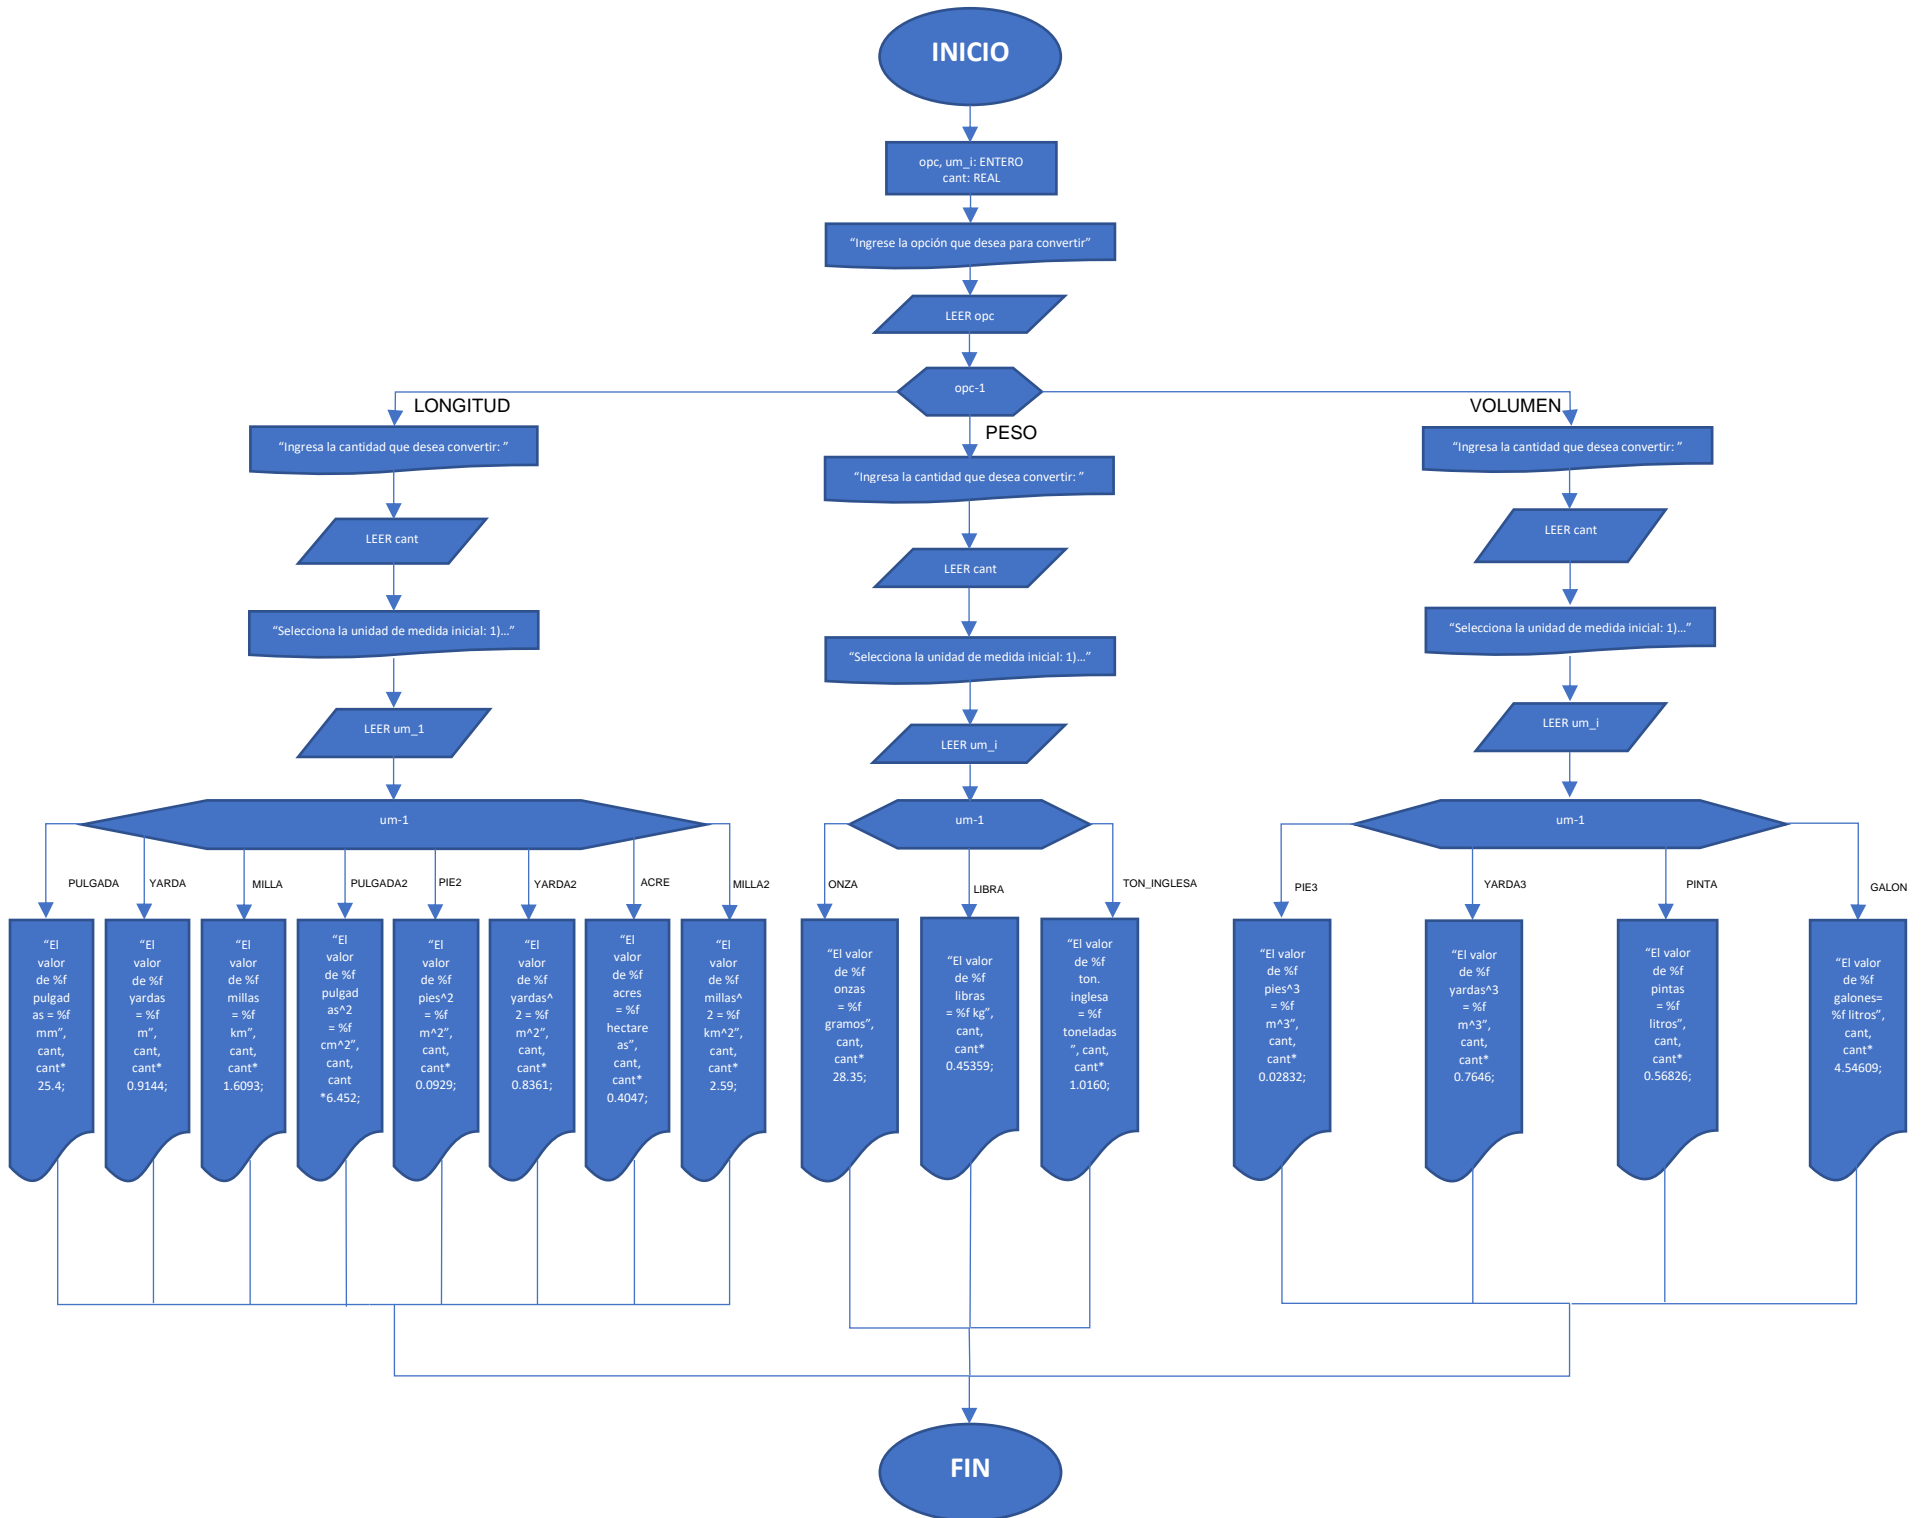 INICIO
opc, um_i: ENTERO
cant: REAL
“Ingrese la opción que desea para convertir”
LEER opc
opc-1
LONGITUD
PESO
VOLUMEN
“Ingresa la cantidad que desea convertir: ”
LEER cant
“Selecciona la unidad de medida inicial: 1)...”
LEER um_1
um-1
“Ingresa la cantidad que desea convertir: ”
LEER cant
“Selecciona la unidad de medida inicial: 1)...”
LEER um_i
um-1
“Ingresa la cantidad que desea convertir: ”
LEER cant
“Selecciona la unidad de medida inicial: 1)...”
LEER um_i
um-1
PULGADA
YARDA
MILLA
PULGADA2
PIE2
YARDA2
ACRE
MILLA2
ONZA
LIBRA
TON_INGLESA
PIE3
YARDA3
PINTA
GALON
“El
valor
de %f
pulgad
as = %f
mm”,
cant,
cant*
25.4;
“El
valor
de %f
yardas
= %f
m”,
cant,
cant*
0.9144;
“El
valor
de %f
millas
= %f
km”,
cant,
cant*
1.6093;
“El
valor
de %f
pulgad
as^2
= %f
cm^2”,
cant,
cant
*6.452;
“El
valor
de %f
pies^2
= %f
m^2”,
cant,
cant*
0.0929;
“El
valor
de %f
yardas^
2 = %f
m^2”,
cant,
cant*
0.8361;
“El
valor
de %f
acres
= %f
hectare
as”,
cant,
cant*
0.4047;
“El
valor
de %f
millas^
2 = %f
km^2”,
cant,
cant*
2.59;
“El valor
de %f
onzas
= %f
gramos”,
cant,
cant*
28.35;
“El valor
de %f
libras
= %f kg”,
cant,
cant*
0.45359;
“El valor
de %f
ton.
inglesa
= %f
toneladas
”, cant,
cant*
1.0160;
“El valor
de %f
pies^3
= %f
m^3”,
cant,
cant*
0.02832;
“El valor
de %f
yardas^3
= %f
m^3”,
cant,
cant*
0.7646;
“El valor
de %f
pintas
= %f
litros”,
cant,
cant*
0.56826;
“El valor
de %f
galones=
%f litros”,
cant,
cant*
4.54609;
FIN